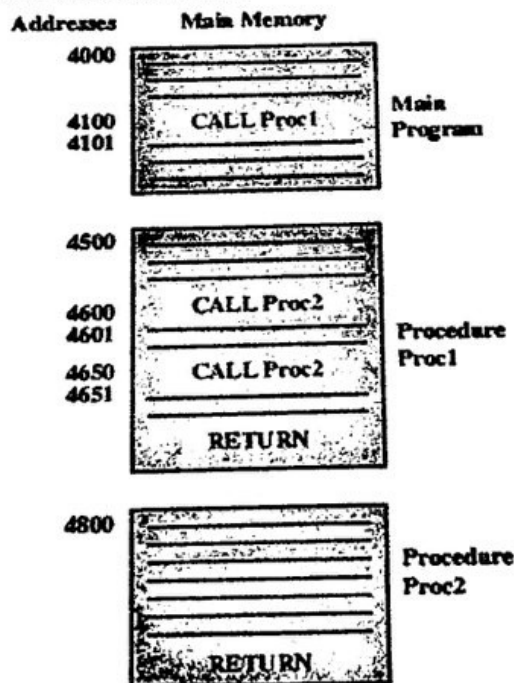 Addresses Main Memory
4000
4100 CALL Proc1 Main
4101 Program
4500
4600 CALL Proc2
4601 Procedure
4650 CALL Proc2 Proc1
4651
RETURN
4800
Procedure
Proc2
RETURN